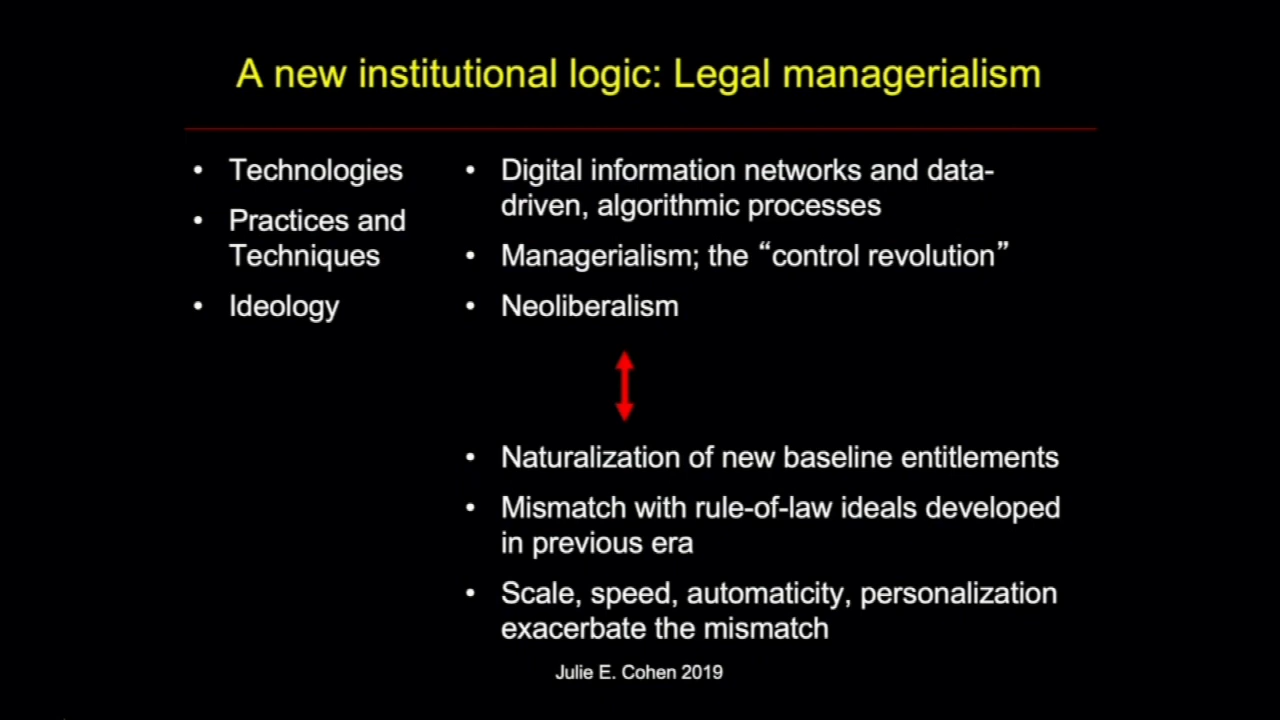 A new institutional logic: Legal managerialism
• Technologies
• Practices and
Techniques
• Ideology
• Digital information networks and data-
driven, algorithmic processes
• Managerialism; the “control revolution”
• Neoliberalism
• Naturalization of new baseline entitlements
• Mismatch with rule-of-law ideals developed
in previous era
• Scale, speed, automaticity, personalization
exacerbate the mismatch
Julie E. Cohen 2019